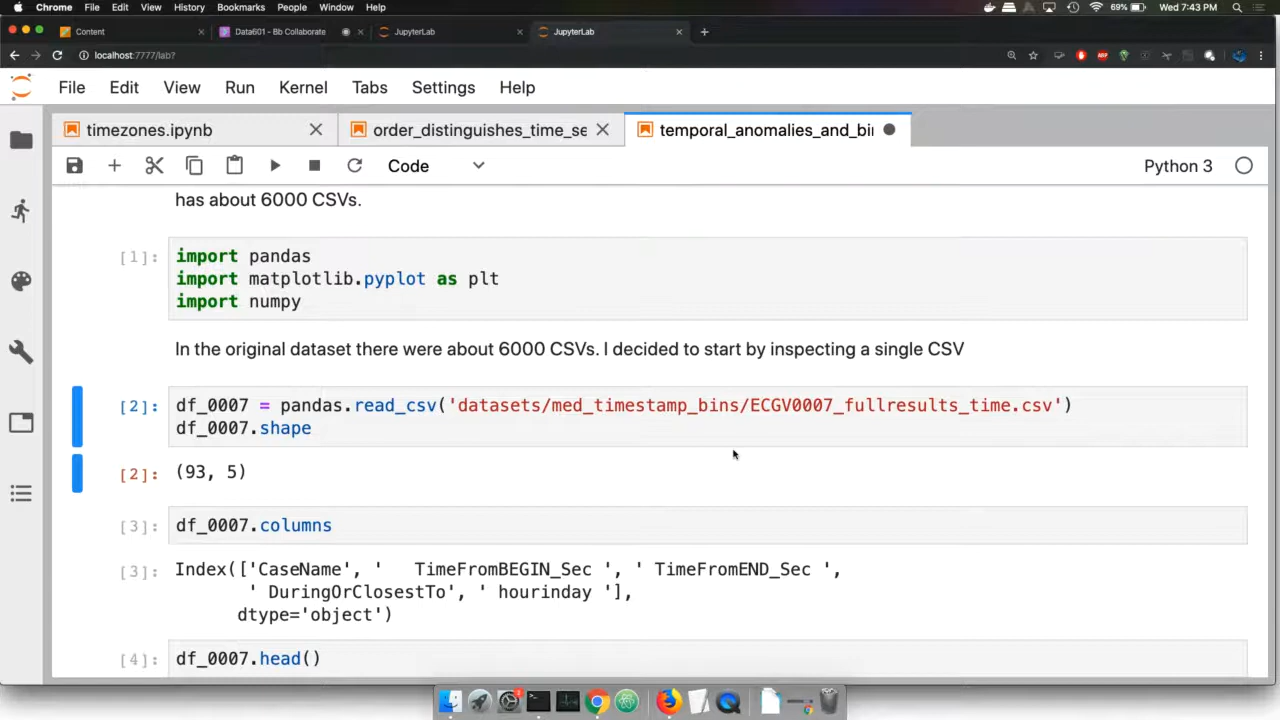 Chrome File Edit View History Bookmarks People Window Help 69% Wed 7:43 PM
Content Data601 - Bb Collaborate JupyterLab JupyterLab
localhost:7777/lab? ABP
File Edit View Run Kernel Tabs Settings Help
timezones.ipynb order_distinguishes_time_se temporal_anomalies_and_bin
Code Python 3
has about 6000 CSVs.
[1]: import pandas
import matplotlib.pyplot as plt
import numpy
In the original dataset there were about 6000 CSVs. I decided to start by inspecting a single CSV
[2]: df_0007 = pandas.read_csv('datasets/med_timestamp_bins/ECGV0007_fullresults_time.csv')
df_0007.shape
[2]: (93, 5)
[3]: df_0007.columns
[3]: Index(['CaseName', '   TimeFromBEGIN_Sec ', ' TimeFromEND_Sec ',
' DuringOrClosestTo', ' hourinday '],
dtype='object')
[4]: df_0007.head()